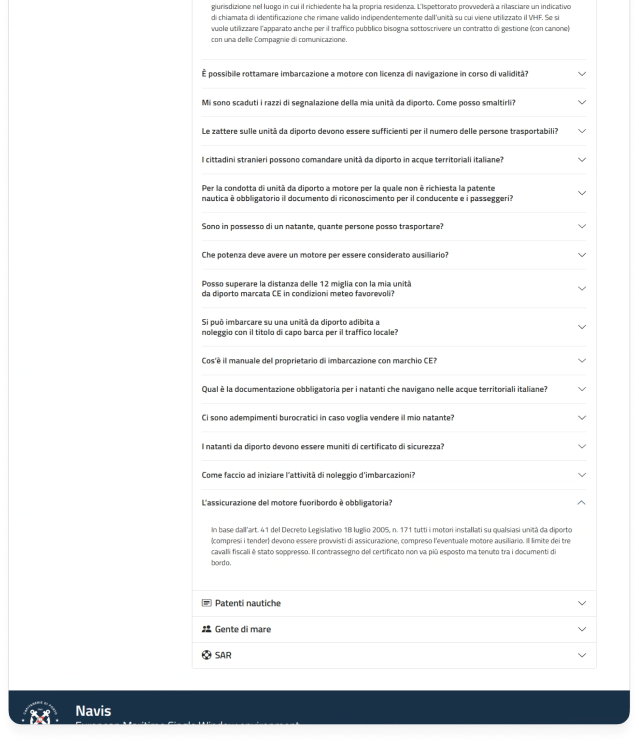 giurisdizione nel luogo in cui il richiedente ha la propria residenza. L'Ispettorato provvederà a rilasciare un indicativo
di chiamata di identificazione che rimane valido indipendentemente dall'unità su cui viene utilizzato il VHF. Se si
vuole utilizzare l'apparato anche per il traffico pubblico bisogna sottoscrivere un contratto di gestione (con canone)
con una delle Compagnie di comunicazione.
È possibile rottamare imbarcazione a motore con licenza di navigazione in corso di validità?
Mi sono scaduti i razzi di segnalazione della mia unità da diporto. Come posso smaltirli?
Le zattere sulle unità da diporto devono essere sufficienti per il numero delle persone trasportabili?
I cittadini stranieri possono comandare unità da diporto in acque territoriali italiane?
Per la condotta di unità da diporto a motore per la quale non è richiesta la patente
nautica è obbligatorio il documento di riconoscimento per il conducente e i passeggeri?
Sono in possesso di un natante, quante persone posso trasportare?
Che potenza deve avere un motore per essere considerato ausiliario?
Posso superare la distanza delle 12 miglia con la mia unità
da diporto marcata CE in condizioni meteo favorevoli?
Si può imbarcare su una unità da diporto adibita a
noleggio con il titolo di capo barca per il traffico locale?
Cos'è il manuale del proprietario di imbarcazione con marchio CE?
Qual è la documentazione obbligatoria per i natanti che navigano nelle acque territoriali italiane?
Ci sono adempimenti burocratici in caso voglia vendere il mio natante?
I natanti da diporto devono essere muniti di certificato di sicurezza?
Come faccio ad iniziare l'attività di noleggio d'imbarcazioni?
L'assicurazione del motore fuoribordo è obbligatoria?
In base dall'art. 41 del Decreto Legislativo 18 luglio 2005, n. 171 tutti i motori installati su qualsiasi unità da diporto
(compresi i tender) devono essere provvisti di assicurazione, compreso l'eventuale motore ausiliario. Il limite dei tre
cavalli fiscali è stato soppresso. Il contrassegno del certificato non va più esposto ma tenuto tra i documenti di
bordo.
Patenti nautiche
Gente di mare
SAR
Navis
European Maritime Single Window environment